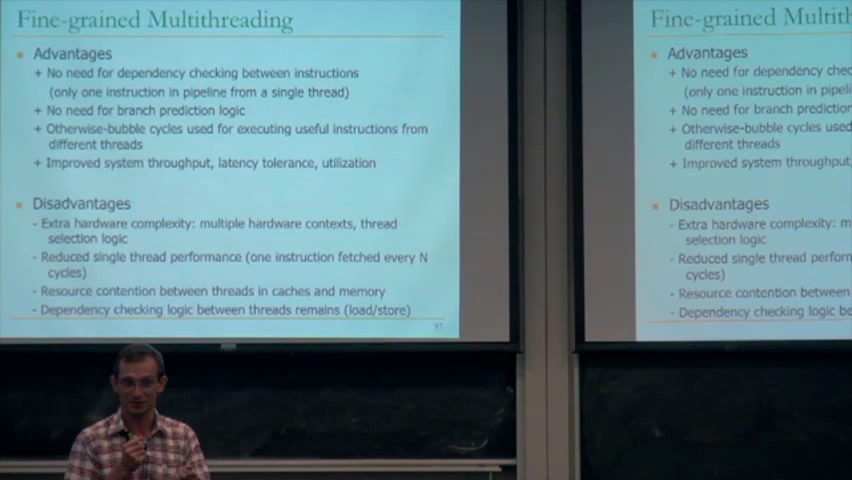 Fine-grained Multithreading
Advantages
+ No need for dependency checking between instructions
(only one instruction in pipeline from a single thread)
+ No need for branch prediction logic
+ Otherwise-bubble cycles used for executing useful instructions from
different threads
+ Improved system throughput, latency tolerance, utilization
Disadvantages
- Extra hardware complexity: multiple hardware contexts, thread
selection logic
- Reduced single thread performance (one instruction fetched every N
cycles)
- Resource contention between threads in caches and memory
- Dependency checking logic between threads remains (load/store)
Fine-grained Multith
Advantages
+ No need for dependency chec
(only one instruction in pipeli
+ No need for branch prediction
+ Otherwise-bubble cycles used
different threads
+ Improved system throughput,
Disadvantages
- Extra hardware complexity: m
selection logic
- Reduced single thread perform
cycles)
- Resource contention between
- Dependency checking logic be